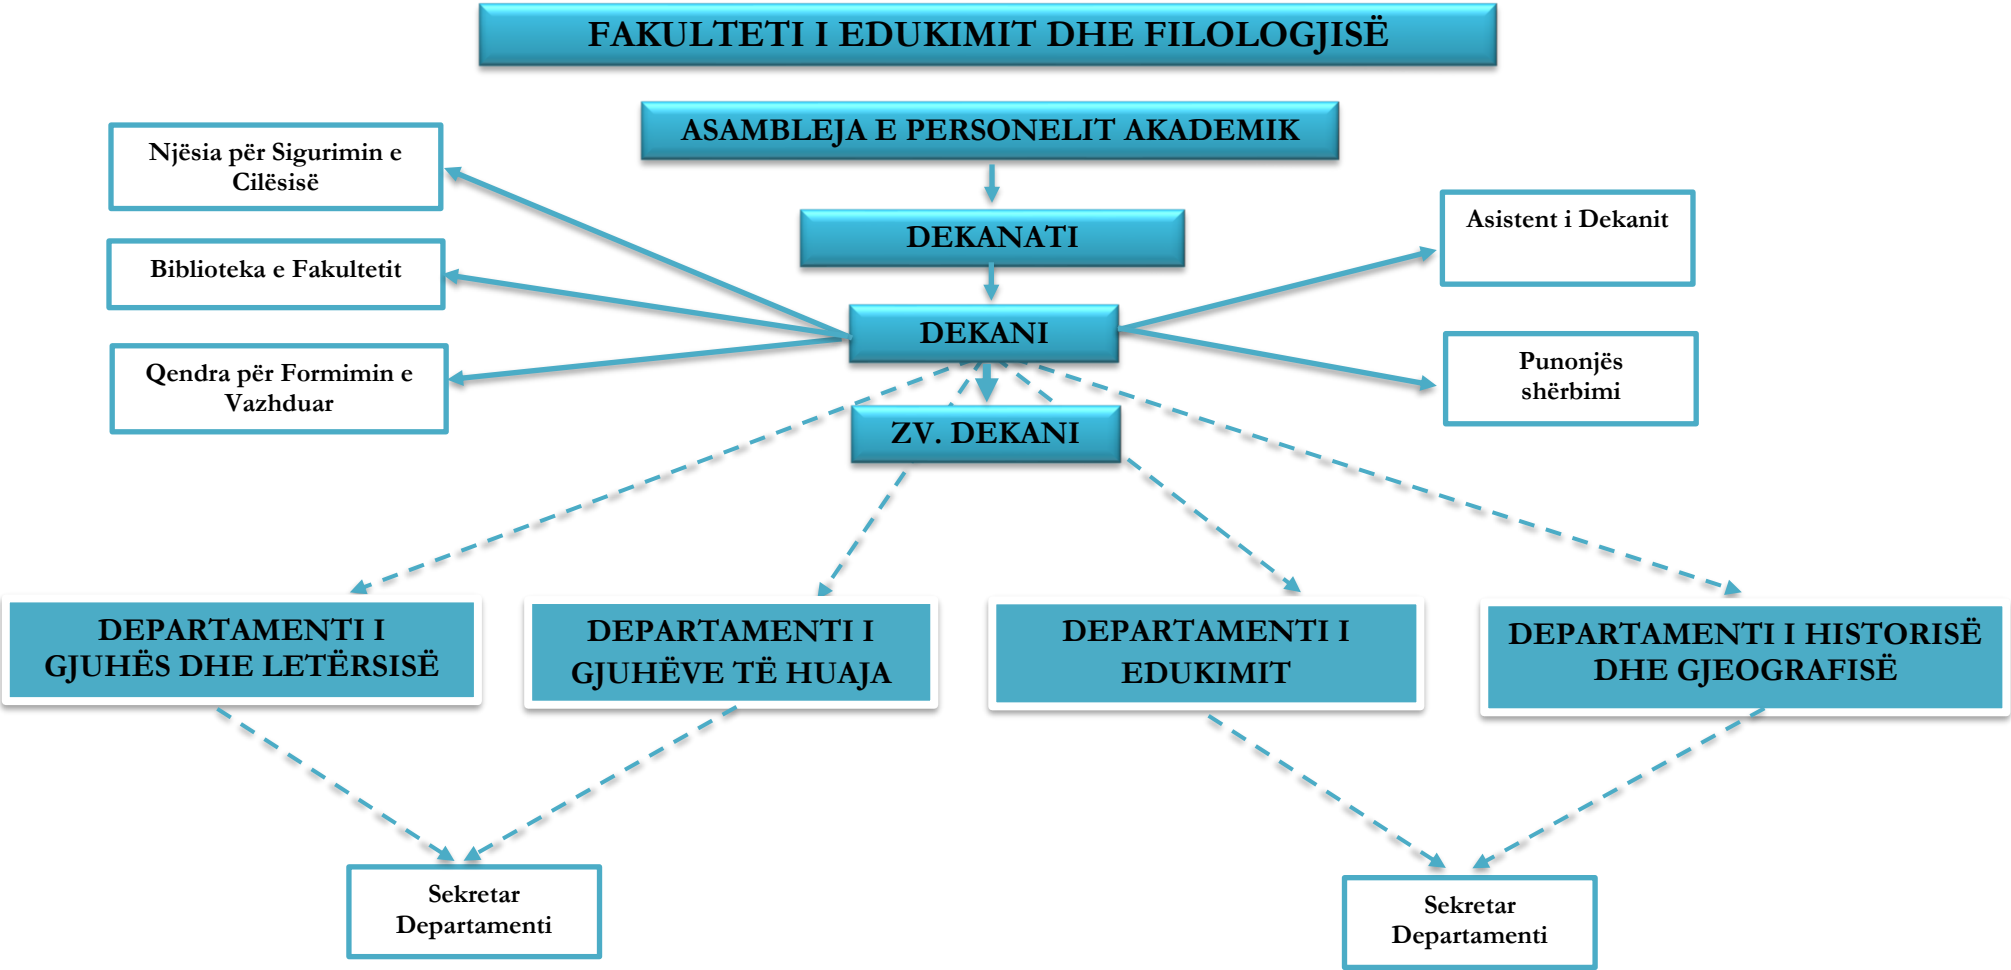 FAKULTETI I EDUKIMIT DHE FILOLOGJISË
ASAMBLEJA E PERSONELIT AKADEMIK
Njësia për Sigurimin e
Cilësisë
DEKANATI
Asistent i Dekanit
Biblioteka e Fakultetit
DEKANI
Qendra për Formimin e
Vazhduar
Punonjës
shërbimi
ZV. DEKANI
DEPARTAMENTI I
GJUHËS DHE LETËRSISË
DEPARTAMENTI I
GJUHËVE TË HUAJA
DEPARTAMENTI I
EDUKIMIT
DEPARTAMENTI I HISTORISË
DHE GJEOGRAFISË
Sekretar
Departamenti
Sekretar
Departamenti